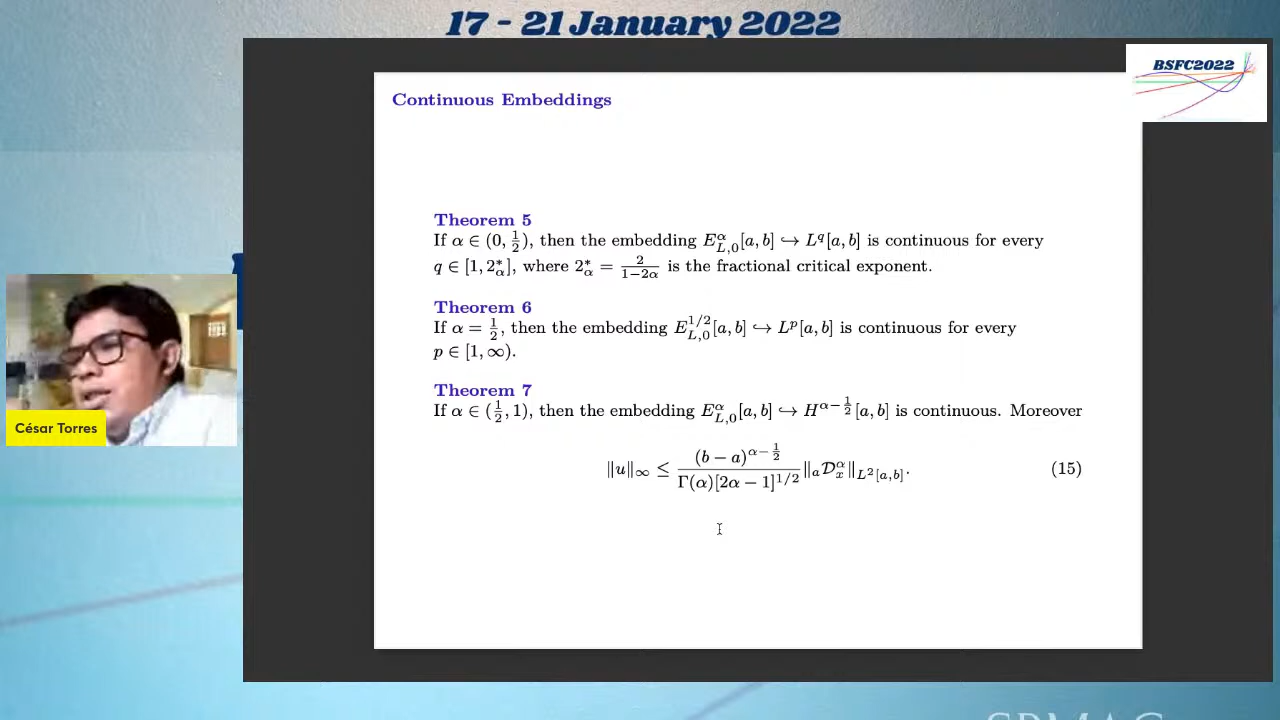 17 - 21 January 2022
BSFC2022
Continuous Embeddings
Theorem 5
If α ∈ (0, 1/2), then the embedding E^α_{L,0}[a, b] ↪ L^q[a, b] is continuous for every
q ∈ [1, 2*_α], where 2*_α = 2/(1−2α) is the fractional critical exponent.
Theorem 6
If α = 1/2, then the embedding E^{1/2}_{L,0}[a, b] ↪ L^p[a, b] is continuous for every
p ∈ [1, ∞).
Theorem 7
If α ∈ (1/2, 1), then the embedding E^α_{L,0}[a, b] ↪ H^{α−1/2}[a, b] is continuous. Moreover
‖u‖_∞ ≤ (b − a)^{α−1/2} / (Γ(α)[2α − 1]^{1/2}) ‖_a𝒟^α_x‖_{L^2[a,b]}. (15)
César Torres